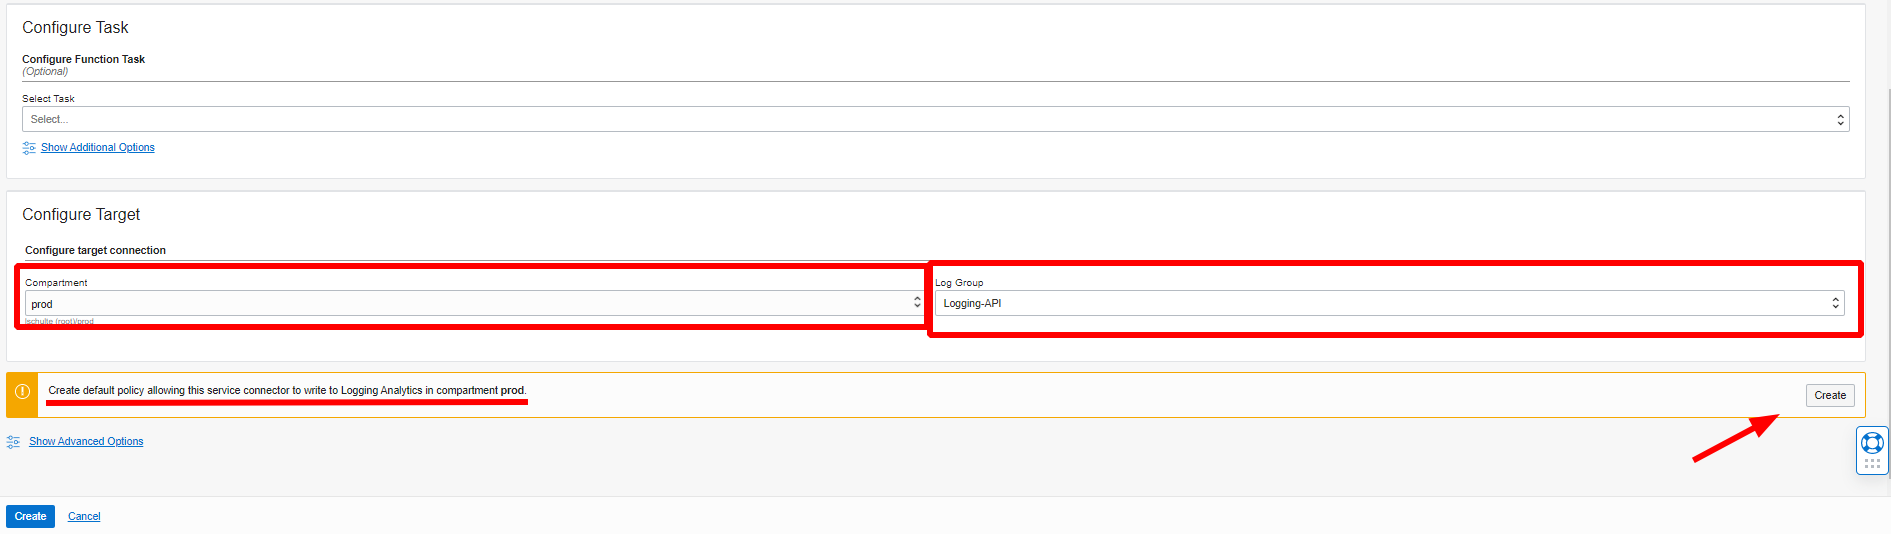 Configure Task
Configure Function Task
(Optional)
Select Task
Select...
Show Additional Options
Configure Target
Configure target connection
Compartment
prod
lschulte (root)/prod
Log Group
Logging-API
Create default policy allowing this service connector to write to Logging Analytics in compartment prod.
Create
Show Advanced Options
Create
Cancel